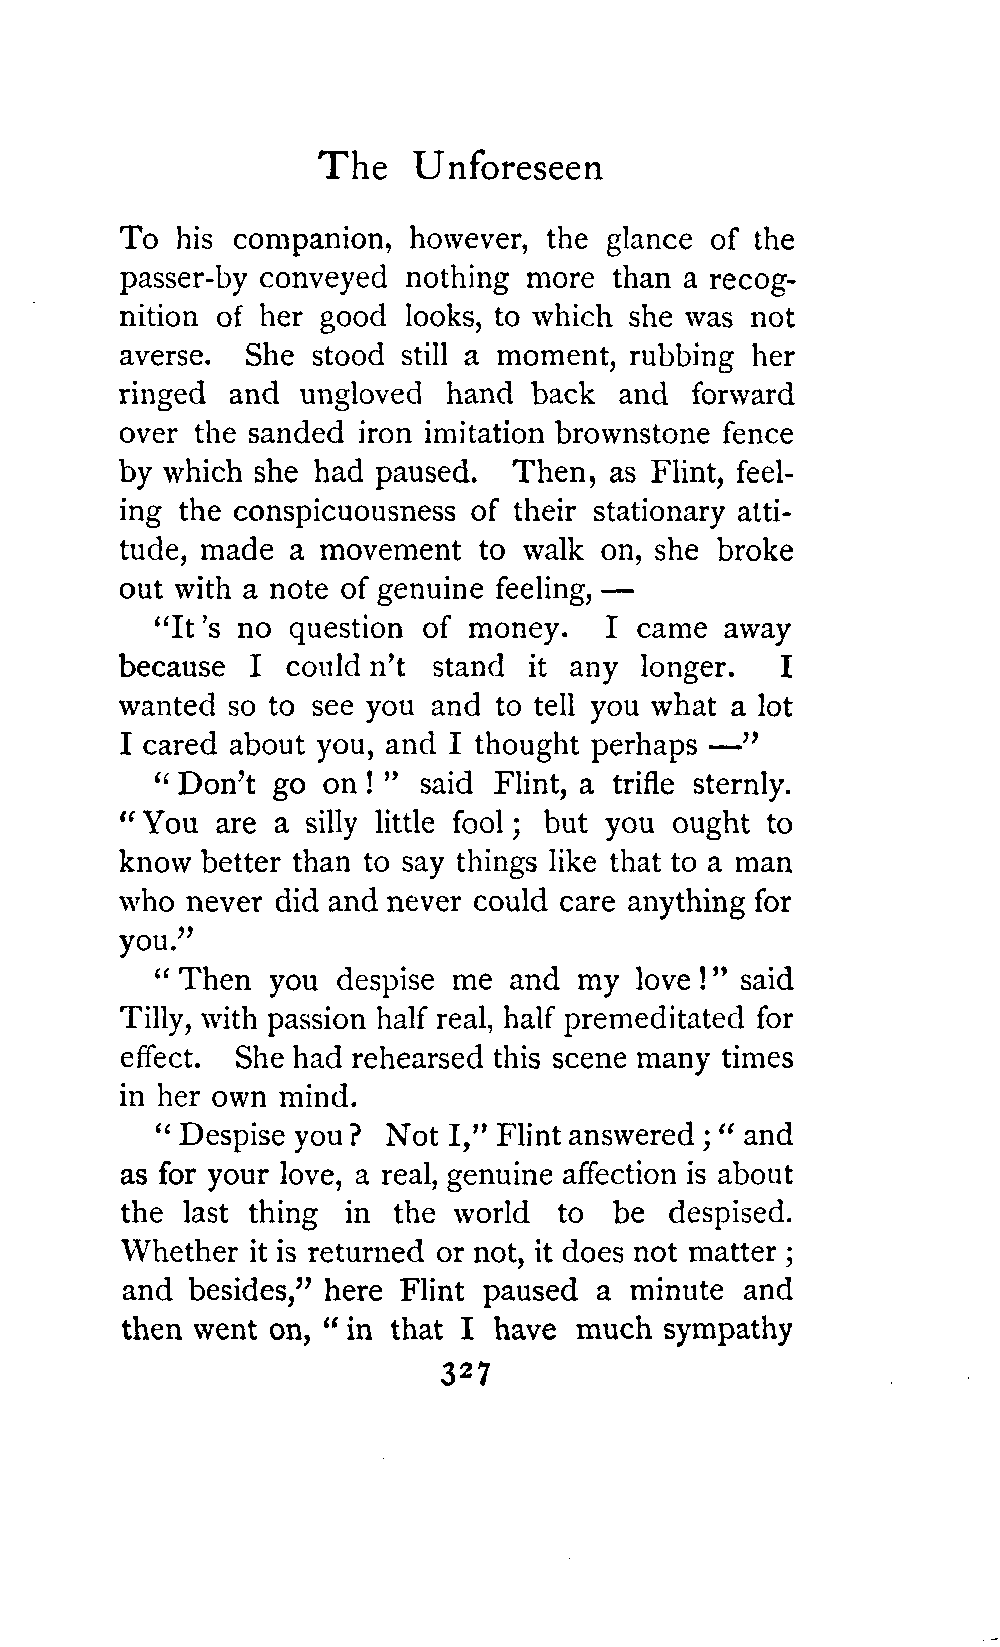 The Unforeseen
To his companion, however, the glance of the
passer-by conveyed nothing more than a recog-
nition of her good looks, to which she was not
averse. She stood still a moment, rubbing her
ringed and ungloved hand back and forward
over the sanded iron imitation brownstone fence
by which she had paused. Then, as Flint, feel-
ing the conspicuousness of their stationary atti-
tude, made a movement to walk on, she broke
out with a note of genuine feeling, —
"It 's no question of money. I came away
because I could n't stand it any longer. I
wanted so to see you and to tell you what a lot
I cared about you, and I thought perhaps —"
" Don't go on ! " said Flint, a trifle sternly.
" You are a silly little fool ; but you ought to
know better than to say things like that to a man
who never did and never could care anything for
you."
" Then you despise me and my love !" said
Tilly, with passion half real, half premeditated for
effect. She had rehearsed this scene many times
in her own mind.
" Despise you ? Not I," Flint answered ; " and
as for your love, a real, genuine affection is about
the last thing in the world to be despised.
Whether it is returned or not, it does not matter ;
and besides," here Flint paused a minute and
then went on, " in that I have much sympathy
327